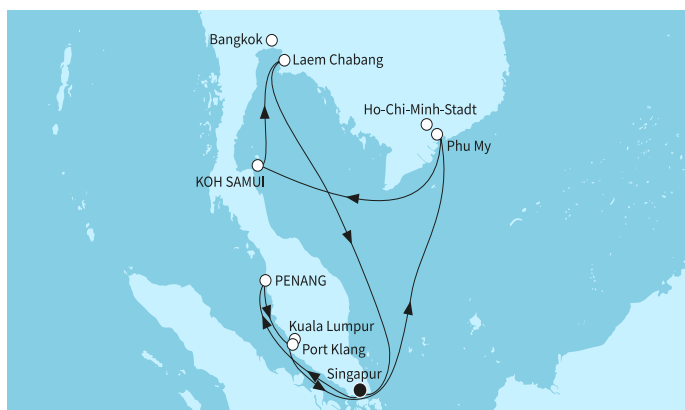 Bangkok
Laem Chabang
Ho-Chi-Minh-Stadt
Phu My
KOH SAMUI
PENANG
Kuala Lumpur
Port Klang
Singapur